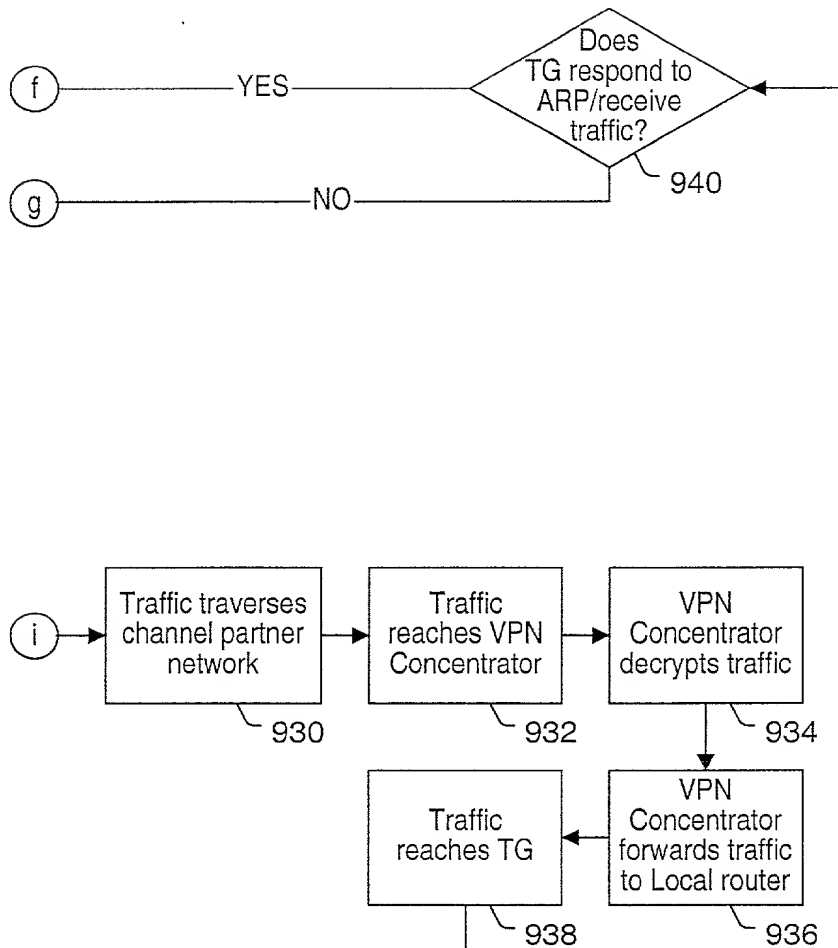 Does
TG respond to
ARP/receive
traffic?
f
YES
940
g
NO
i
Traffic traverses
channel partner
network
930
Traffic
reaches VPN
Concentrator
932
VPN
Concentrator
decrypts traffic
934
Traffic
reaches TG
938
VPN
Concentrator
forwards traffic
to Local router
936